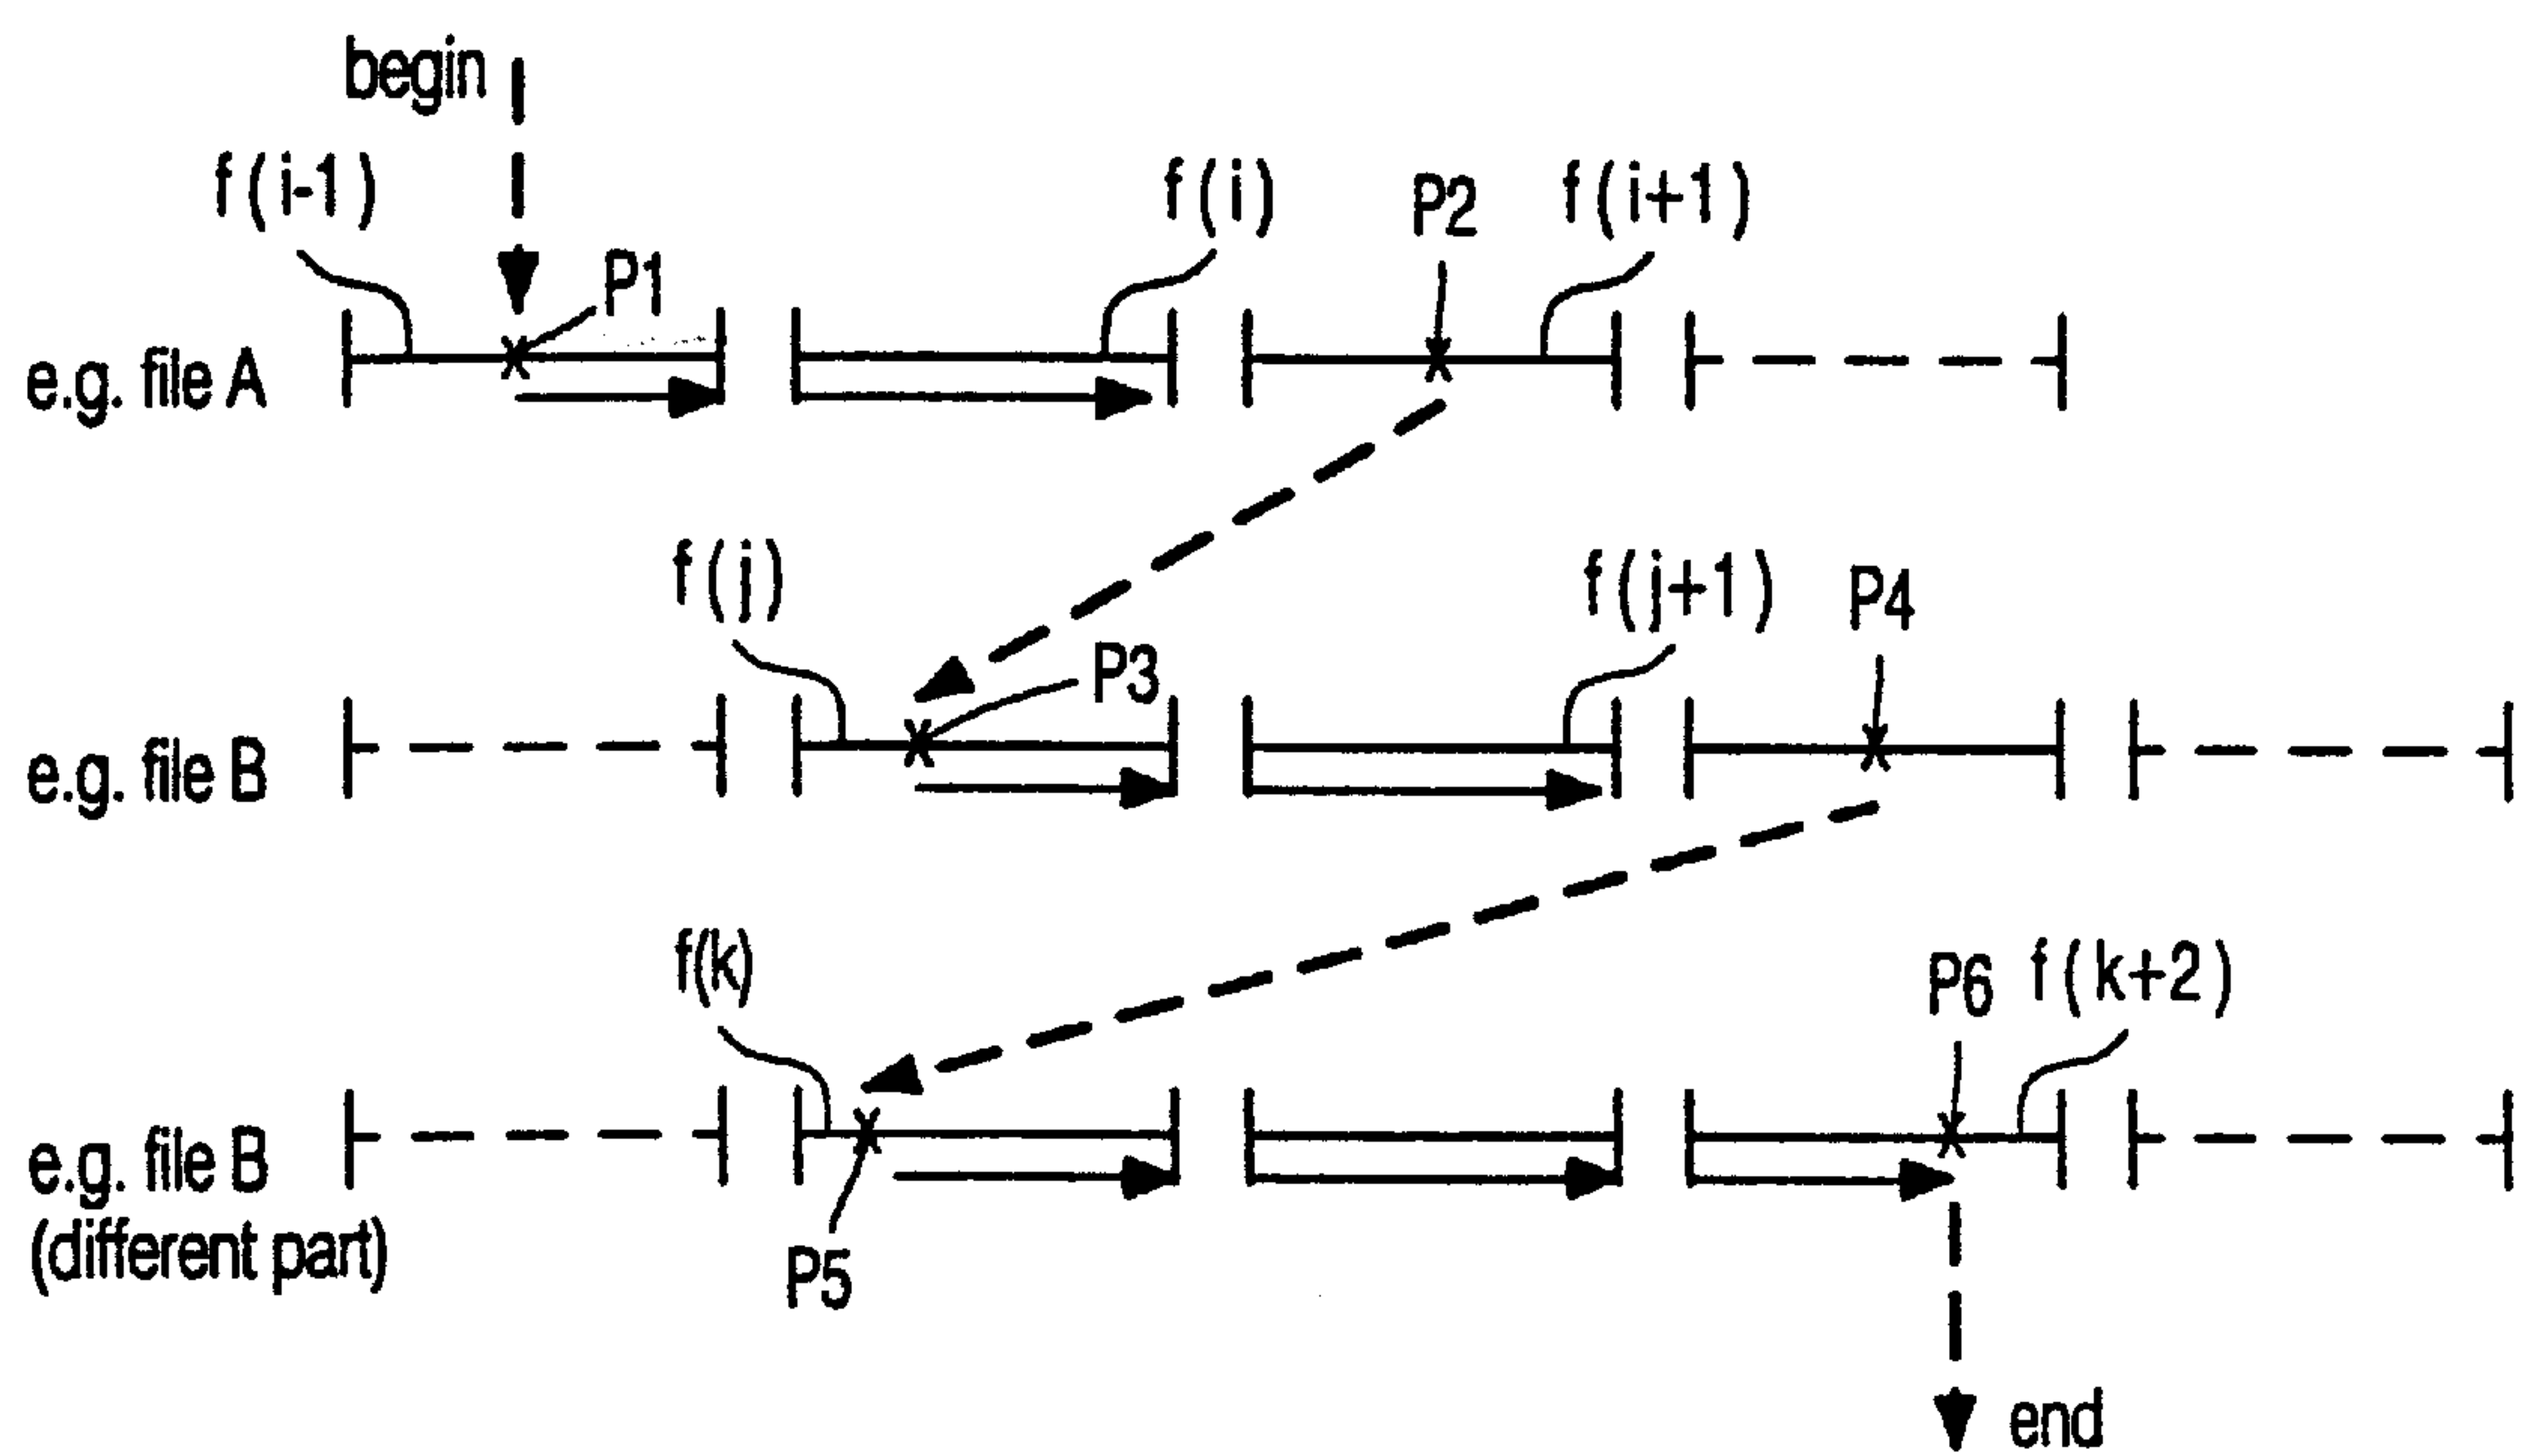 begin
f ( i-1 )
f ( i )
P2
f ( i+1 )
P1
e.g. file A
f ( j )
f ( j+1 )
P4
P3
e.g. file B
f(k)
P6
f ( k+2 )
e.g. file B
(different part)
P5
end